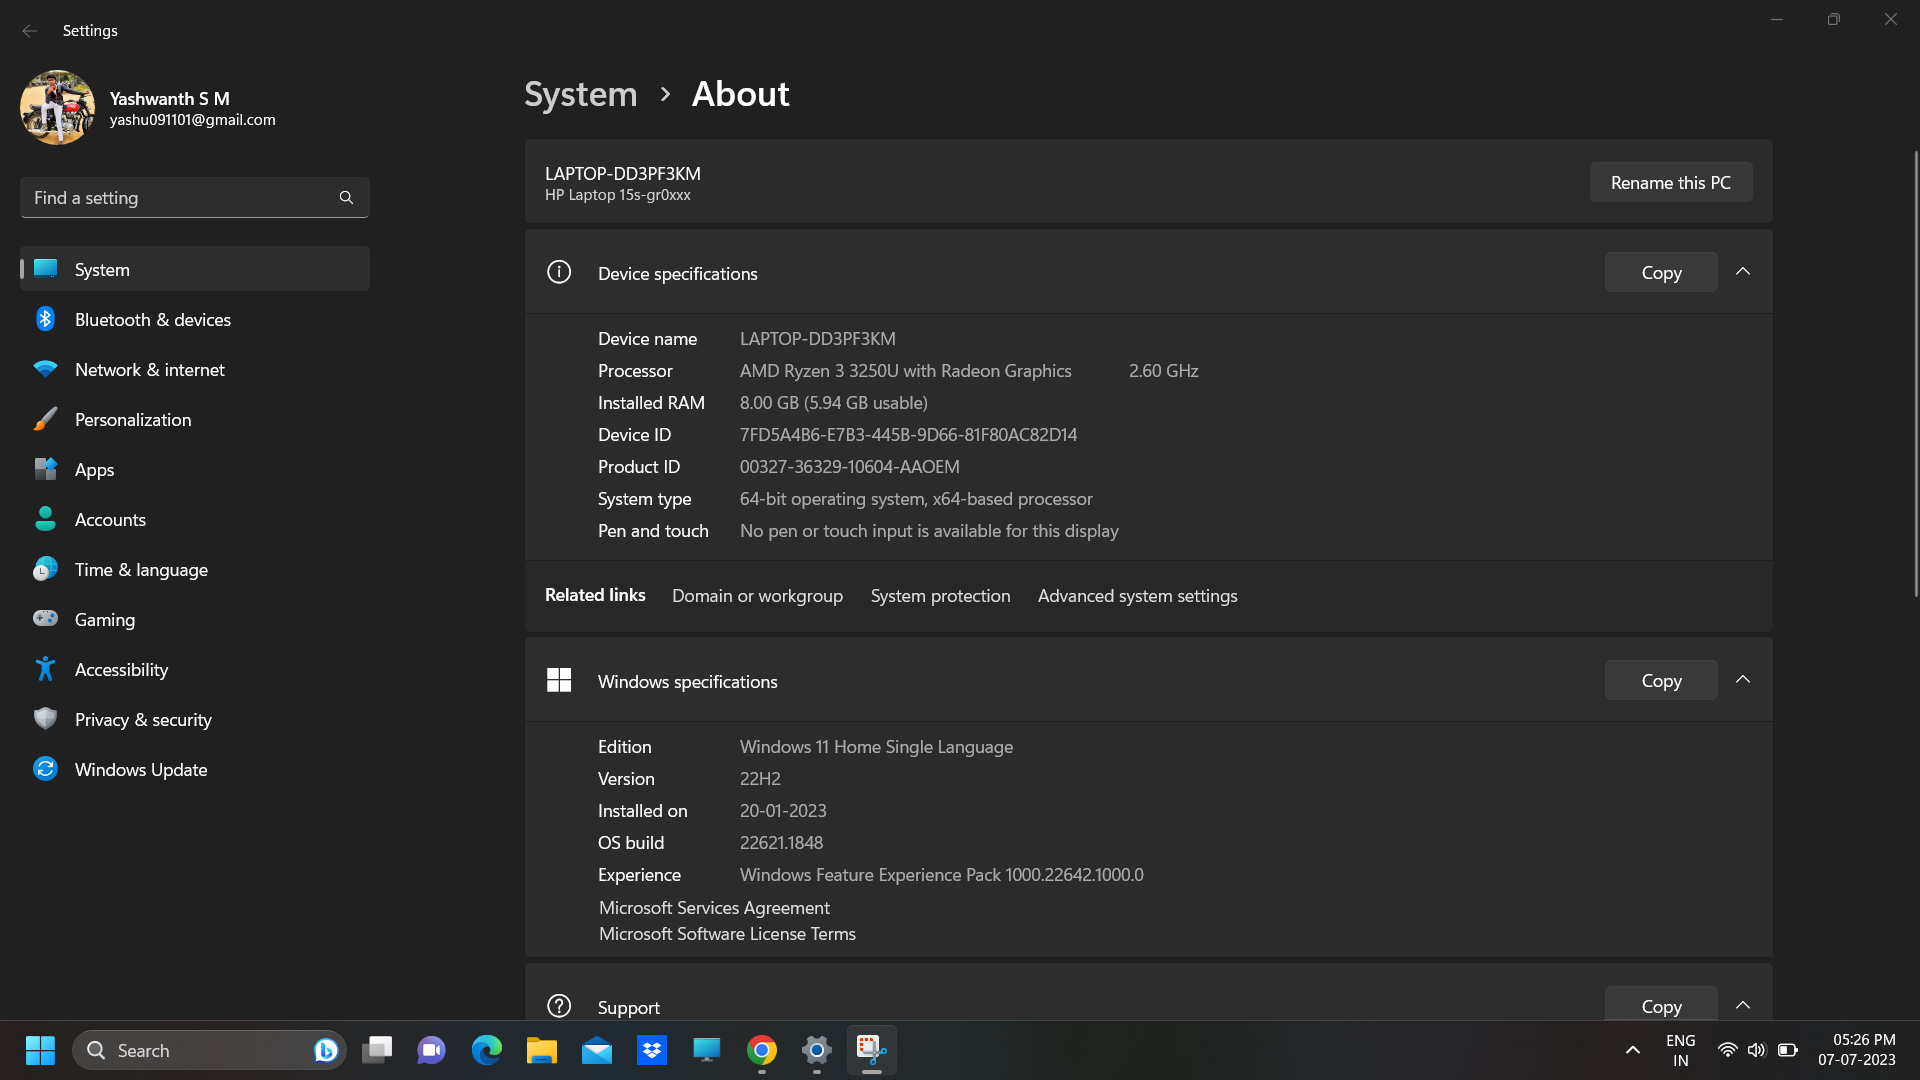 Settings
Yashwanth S M
yashu091101@gmail.com
Find a setting
System
Bluetooth & devices
Network & internet
Personalization
Apps
Accounts
Time & language
Gaming
Accessibility
Privacy & security
Windows Update
System › About
LAPTOP-DD3PF3KM
HP Laptop 15s-gr0xxx
Rename this PC
Device specifications
Copy
Device name LAPTOP-DD3PF3KM
Processor AMD Ryzen 3 3250U with Radeon Graphics 2.60 GHz
Installed RAM 8.00 GB (5.94 GB usable)
Device ID 7FD5A4B6-E7B3-445B-9D66-81F80AC82D14
Product ID 00327-36329-10604-AAOEM
System type 64-bit operating system, x64-based processor
Pen and touch No pen or touch input is available for this display
Related links Domain or workgroup System protection Advanced system settings
Windows specifications
Copy
Edition Windows 11 Home Single Language
Version 22H2
Installed on 20-01-2023
OS build 22621.1848
Experience Windows Feature Experience Pack 1000.22642.1000.0
Microsoft Services Agreement
Microsoft Software License Terms
Support
Copy
Search
ENG
IN
05:26 PM
07-07-2023